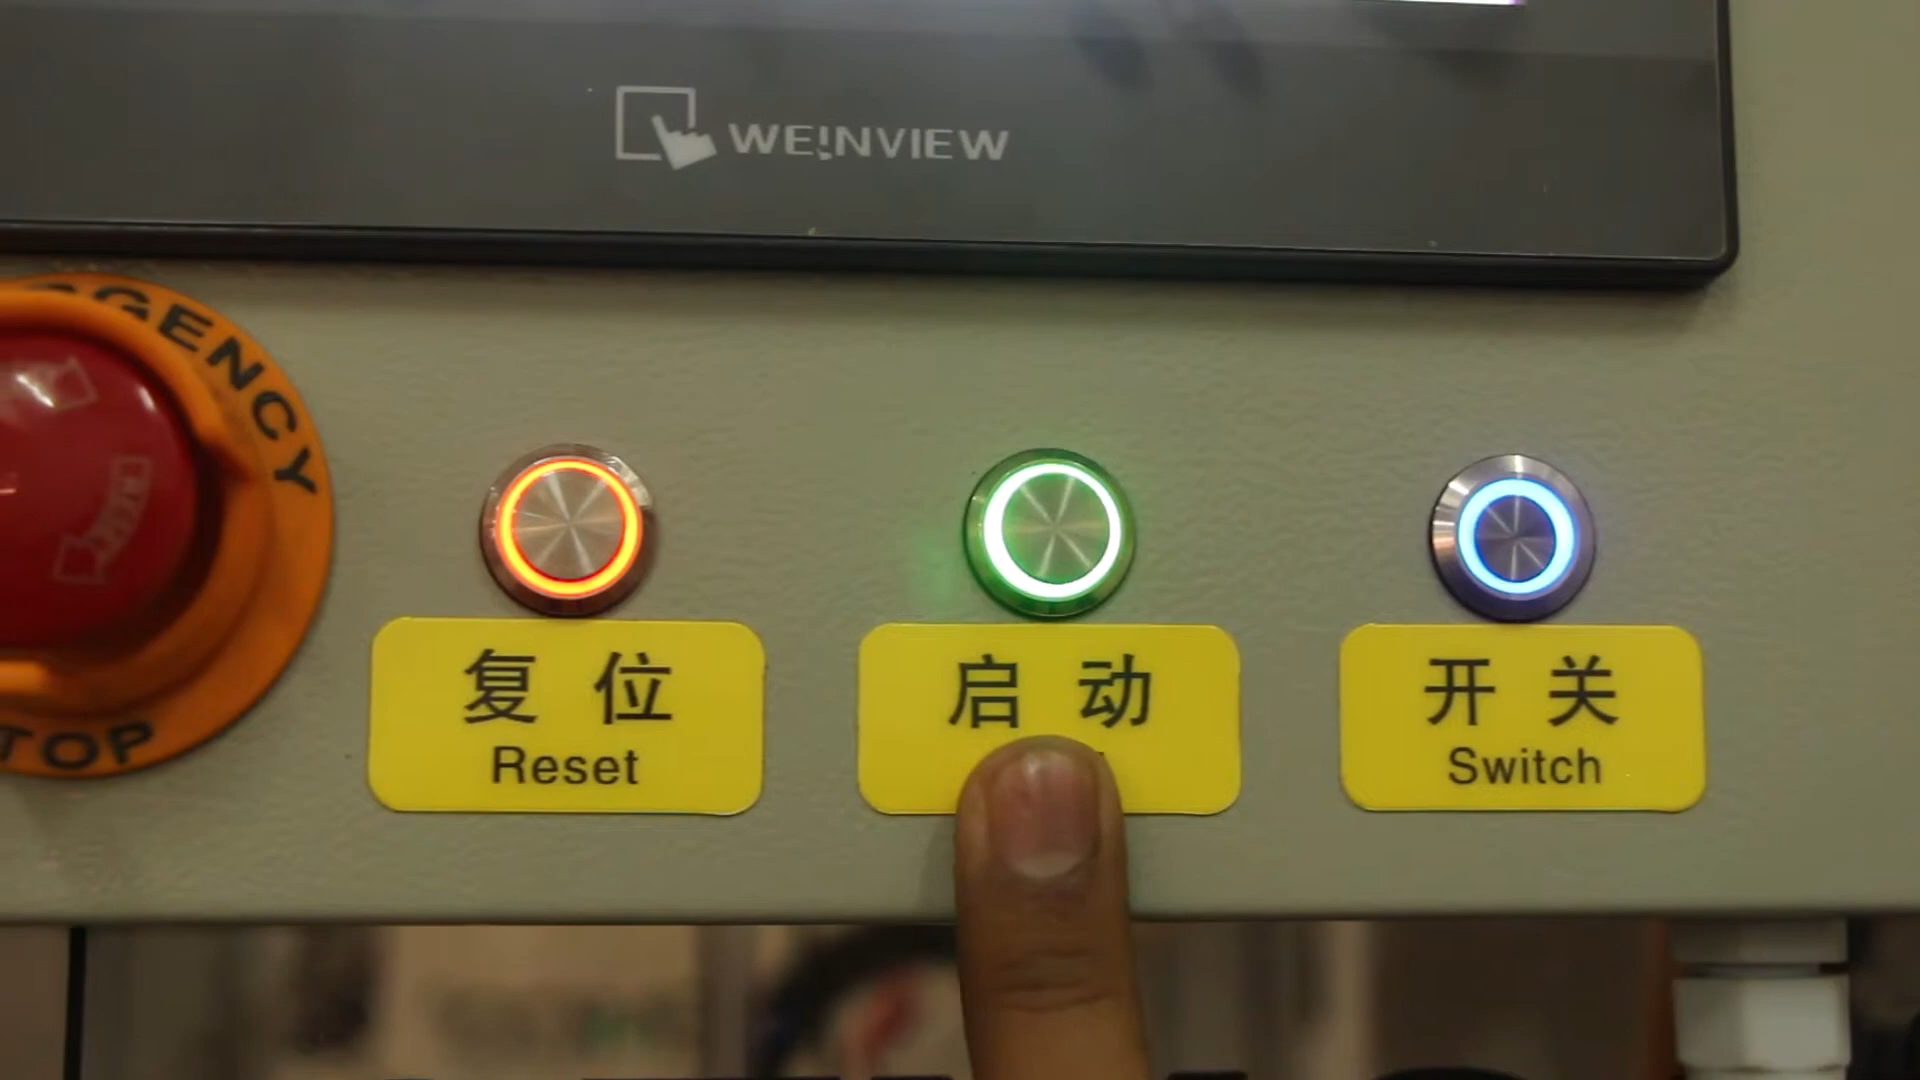 WEINVIEW
GENCY
TOP
复位
Reset
启动
开关
Switch